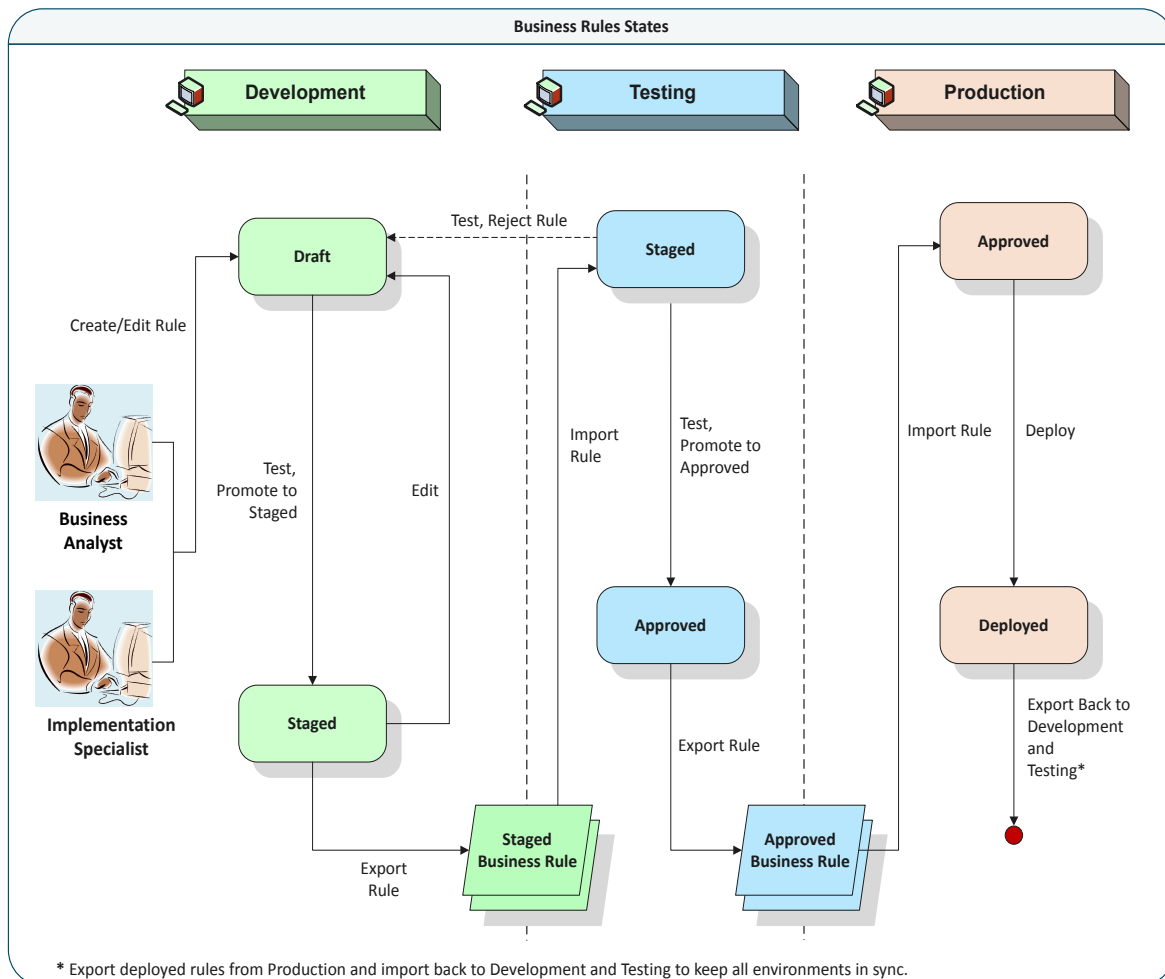 Business Rules States
Development
Testing
Production
Test, Reject Rule
Draft
Staged
Approved
Create/Edit Rule
Import
Rule
Test,
Promote to
Approved
Import Rule
Deploy
Test,
Promote to
Staged
Edit
Business
Analyst
Approved
Deployed
Implementation
Specialist
Staged
Export Rule
Export Back to
Development
and
Testing*
Staged
Business Rule
Approved
Business Rule
Export
Rule
* Export deployed rules from Production and import back to Development and Testing to keep all environments in sync.